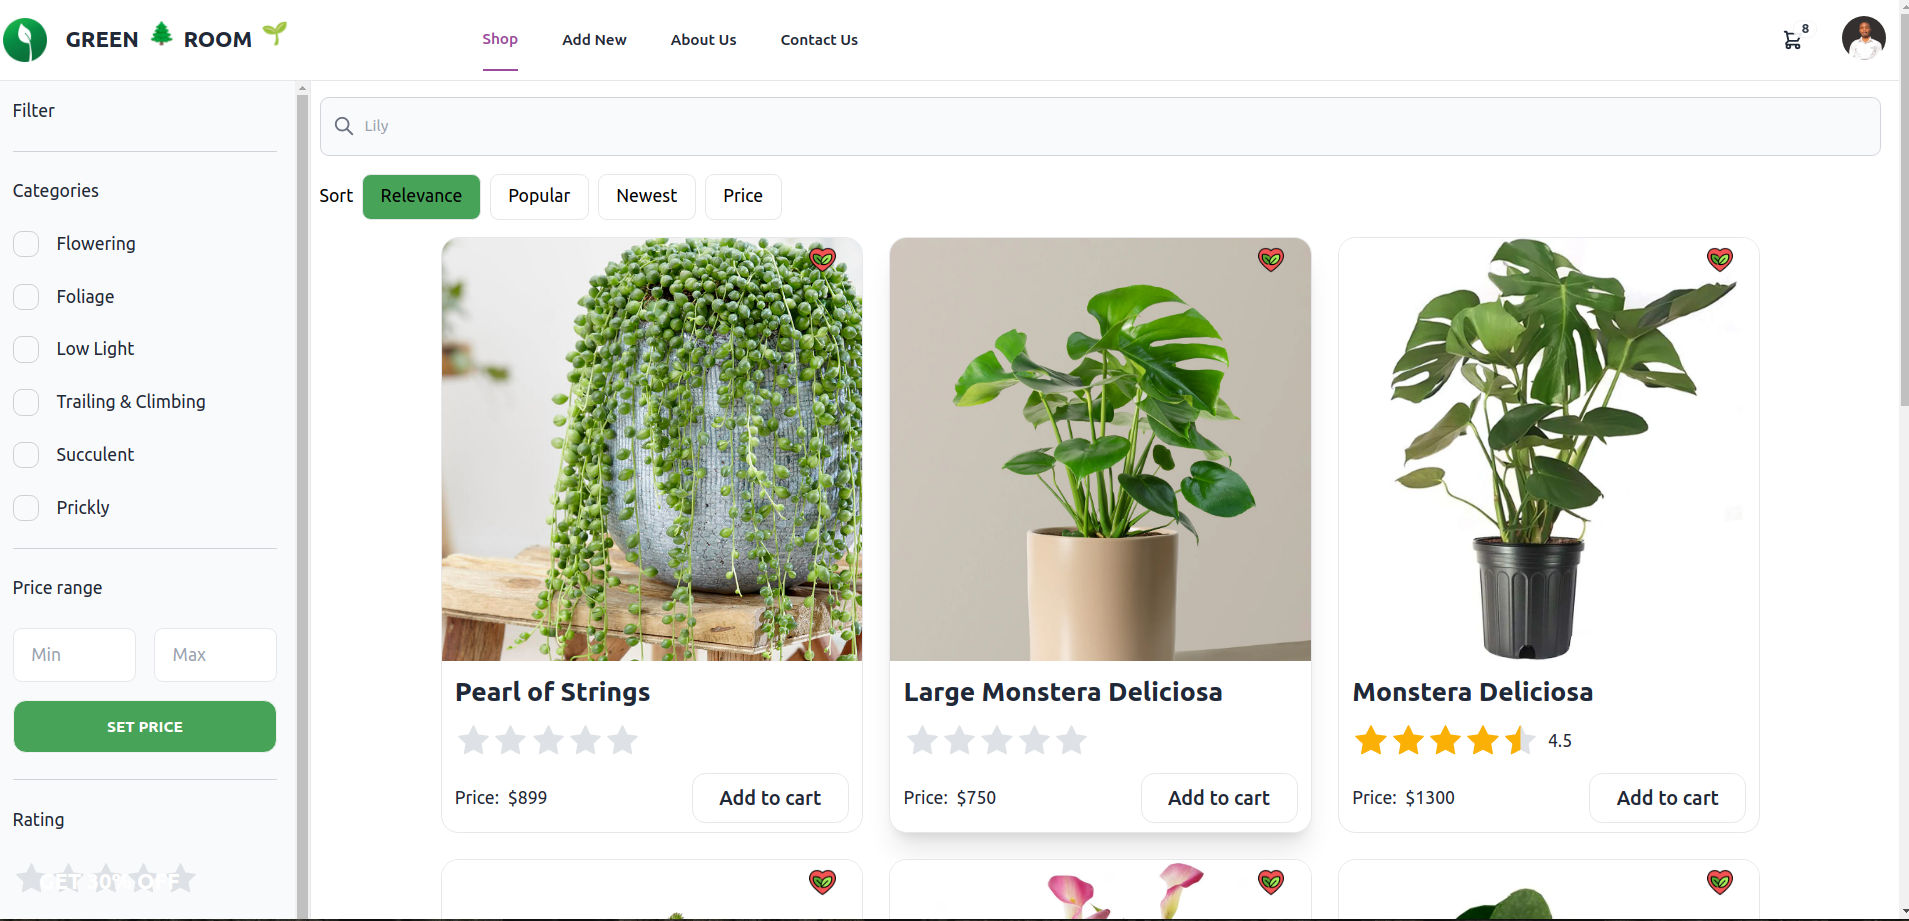 GREEN 🌲 ROOM 🌱
Shop
Add New
About Us
Contact Us
8
Filter
Categories
Flowering
Foliage
Low Light
Trailing & Climbing
Succulent
Prickly
Price range
Min
Max
SET PRICE
Rating
GET 30% OFF
Lily
Sort
Relevance
Popular
Newest
Price
Pearl of Strings
Price: $899
Add to cart
Large Monstera Deliciosa
Price: $750
Add to cart
Monstera Deliciosa
4.5
Price: $1300
Add to cart